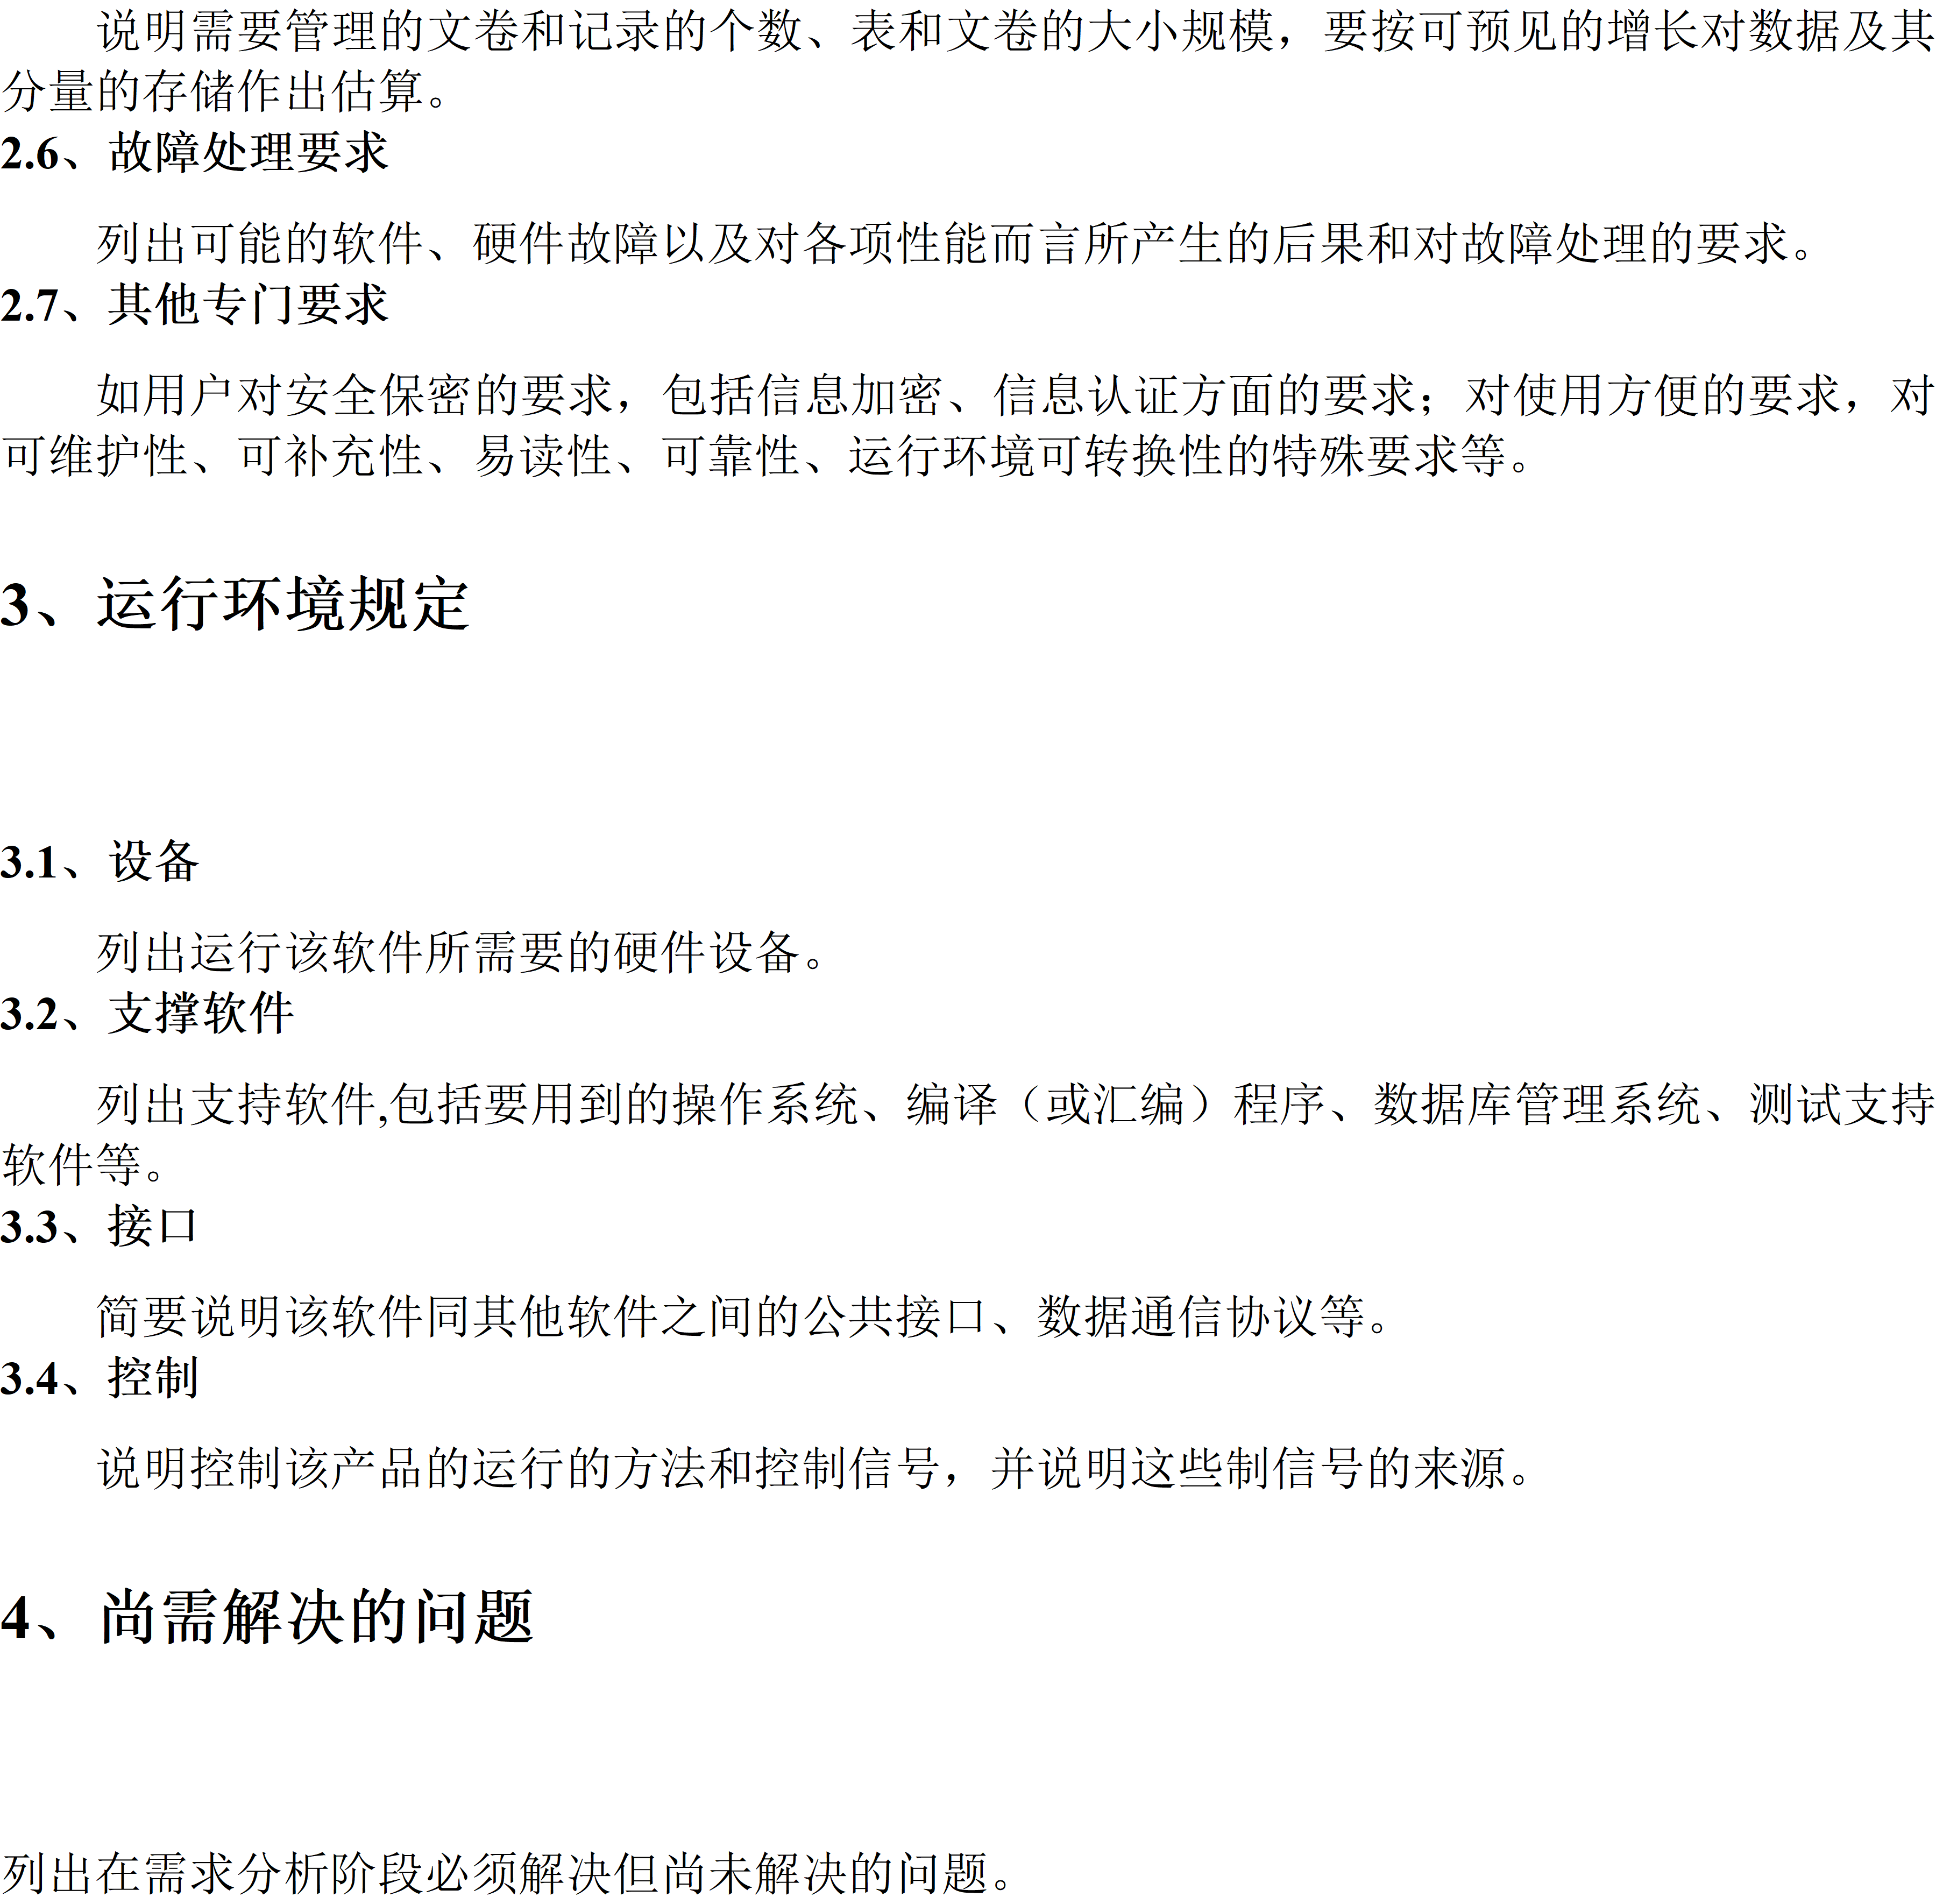 说明需要管理的文卷和记录的个数、表和文卷的大小规模，要按可预见的增长对数据及其
分量的存储作出估算。
2.6、故障处理要求
列出可能的软件、硬件故障以及对各项性能而言所产生的后果和对故障处理的要求。
2.7、其他专门要求
如用户对安全保密的要求，包括信息加密、信息认证方面的要求；对使用方便的要求，对
可维护性、可补充性、易读性、可靠性、运行环境可转换性的特殊要求等。
3、运行环境规定
3.1、设备
列出运行该软件所需要的硬件设备。
3.2、支撑软件
列出支持软件,包括要用到的操作系统、编译（或汇编）程序、数据库管理系统、测试支持
软件等。
3.3、接口
简要说明该软件同其他软件之间的公共接口、数据通信协议等。
3.4、控制
说明控制该产品的运行的方法和控制信号，并说明这些制信号的来源。
4、尚需解决的问题
列出在需求分析阶段必须解决但尚未解决的问题。